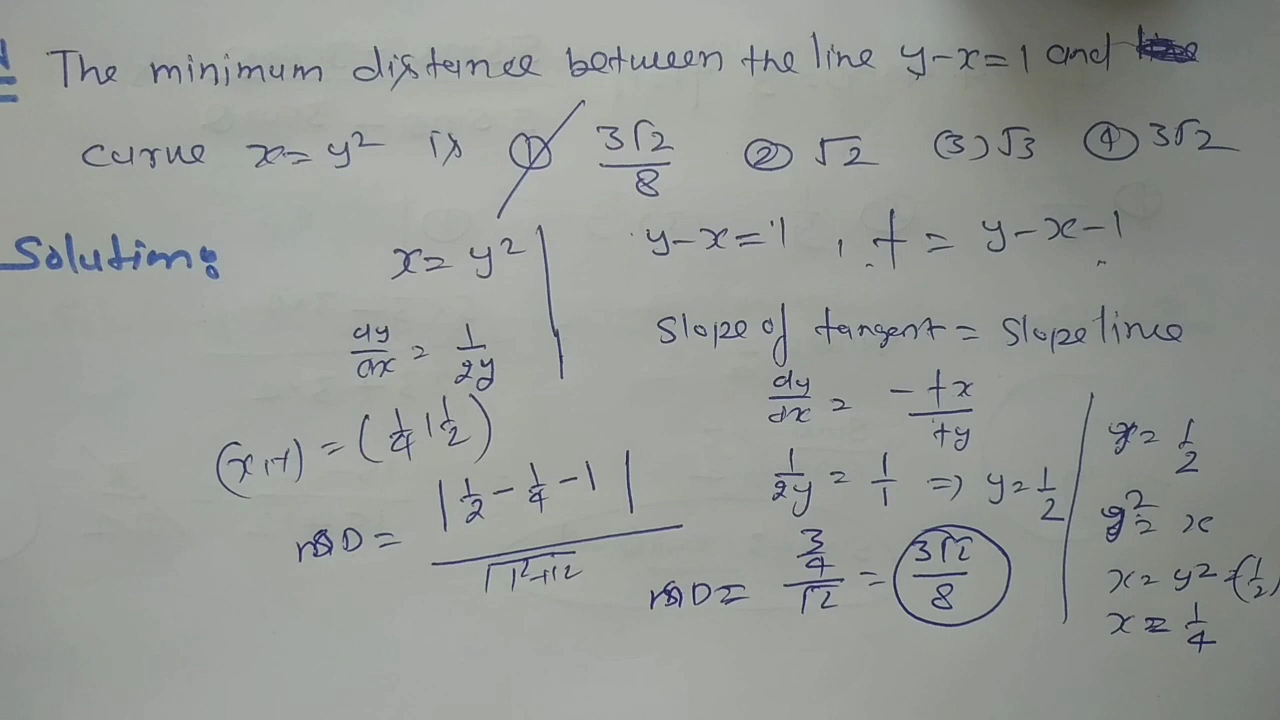 The minimum distance between the line y-x=1 and
curve x=y² is ① 3√2/8 ② √2 (3) √3 ④ 3√2
Solution:
x=y²
dy/dx = 1/2y
(x,y) = (1/4, 1/2)
= |1/2 - 1/4 - 1| / √1²+1²
y-x=1, f = y-x-1
Slope of tangent = Slope line
dy/dx = -fx/fy
1/2y = 1/1 => y=1/2
= 3/4/√2 = 3√2/8
y=1/2
y²=x
x=y²=(1/2)
x=1/4